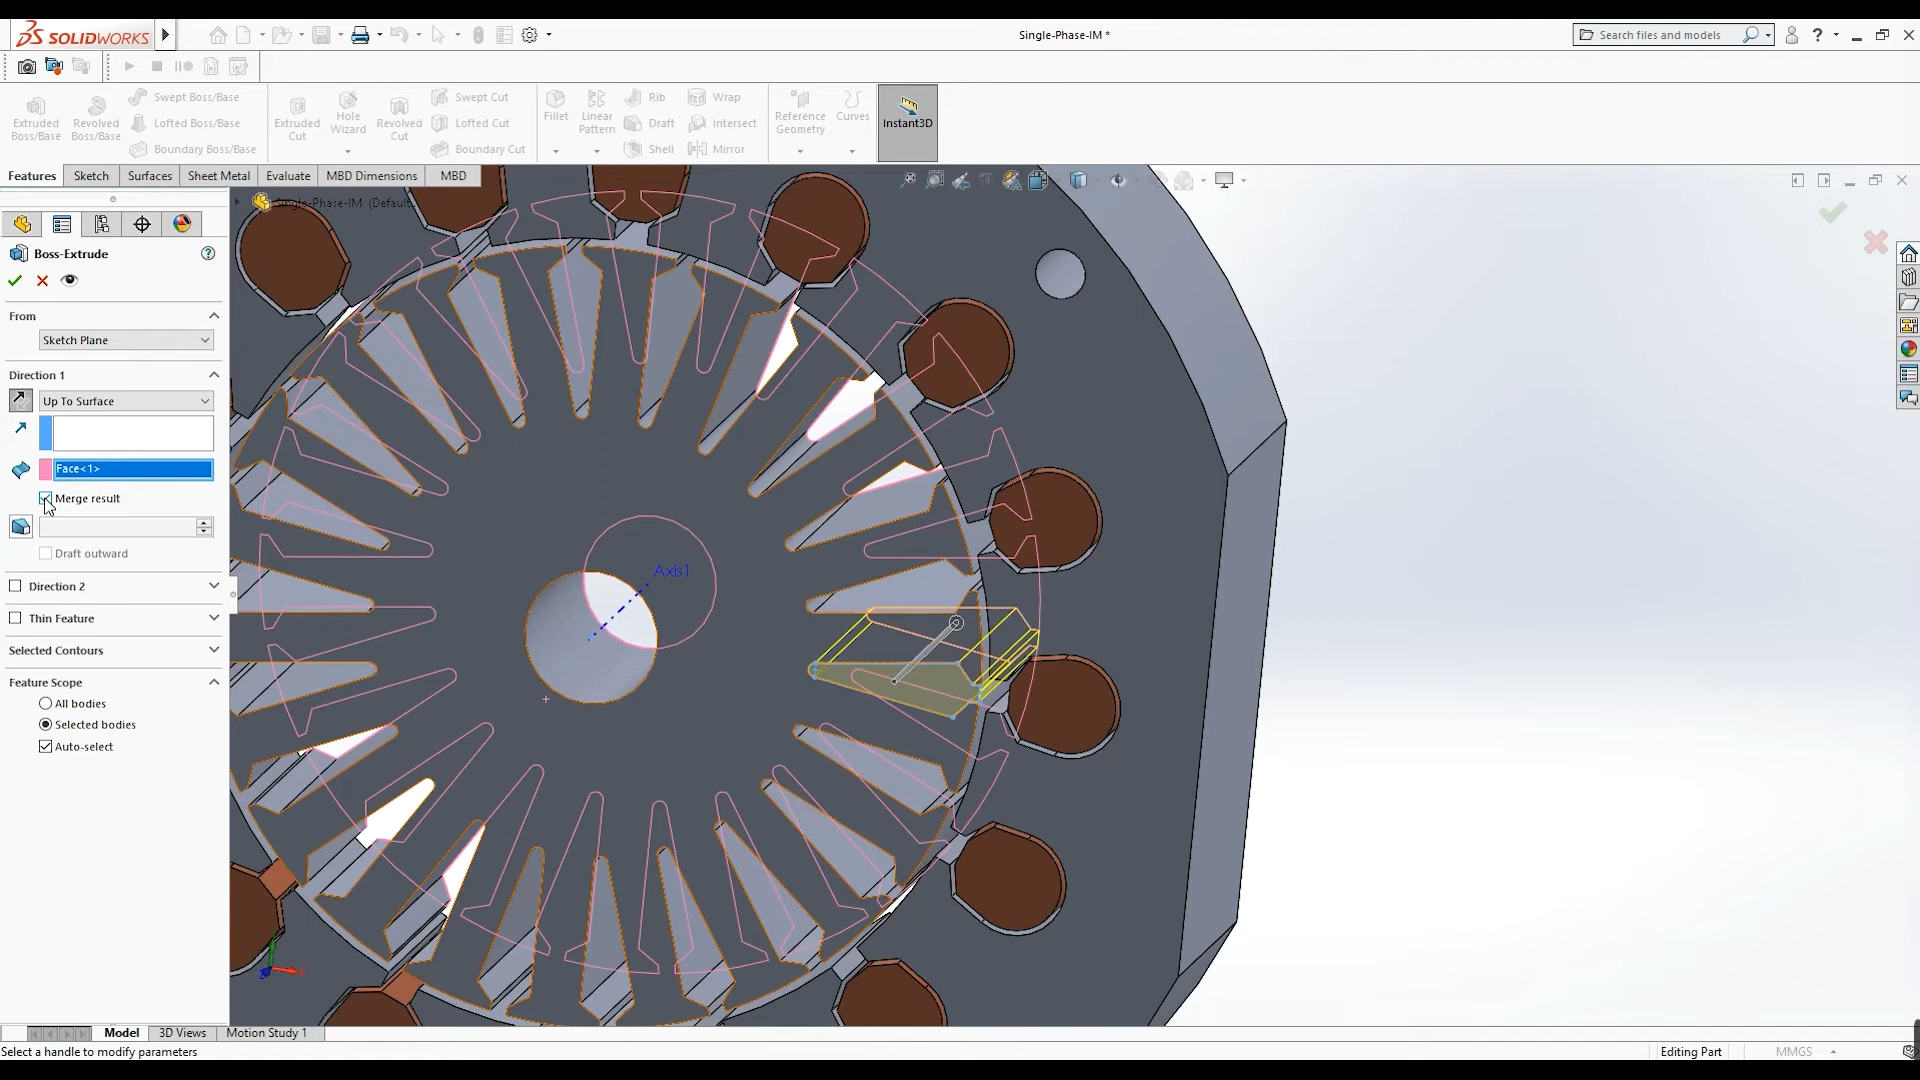 SOLIDWORKS
Single-Phase-IM *
Search files and models
?
Extruded Boss/Base
Revolved Boss/Base
Swept Boss/Base
Lofted Boss/Base
Boundary Boss/Base
Extruded Cut
Hole Wizard
Revolved Cut
Swept Cut
Lofted Cut
Boundary Cut
Fillet
Linear Pattern
Rib
Draft
Shell
Wrap
Intersect
Mirror
Reference Geometry
Curves
Instant3D
Features
Sketch
Surfaces
Sheet Metal
Evaluate
MBD Dimensions
MBD
Single-Phase-IM (Default
Boss-Extrude
?
From
Sketch Plane
Direction 1
Up To Surface
Face<1>
Merge result
Draft outward
Direction 2
Thin Feature
Selected Contours
Feature Scope
All bodies
Selected bodies
Auto-select
Axis1
Model
3D Views
Motion Study 1
Select a handle to modify parameters
Editing Part
MMGS